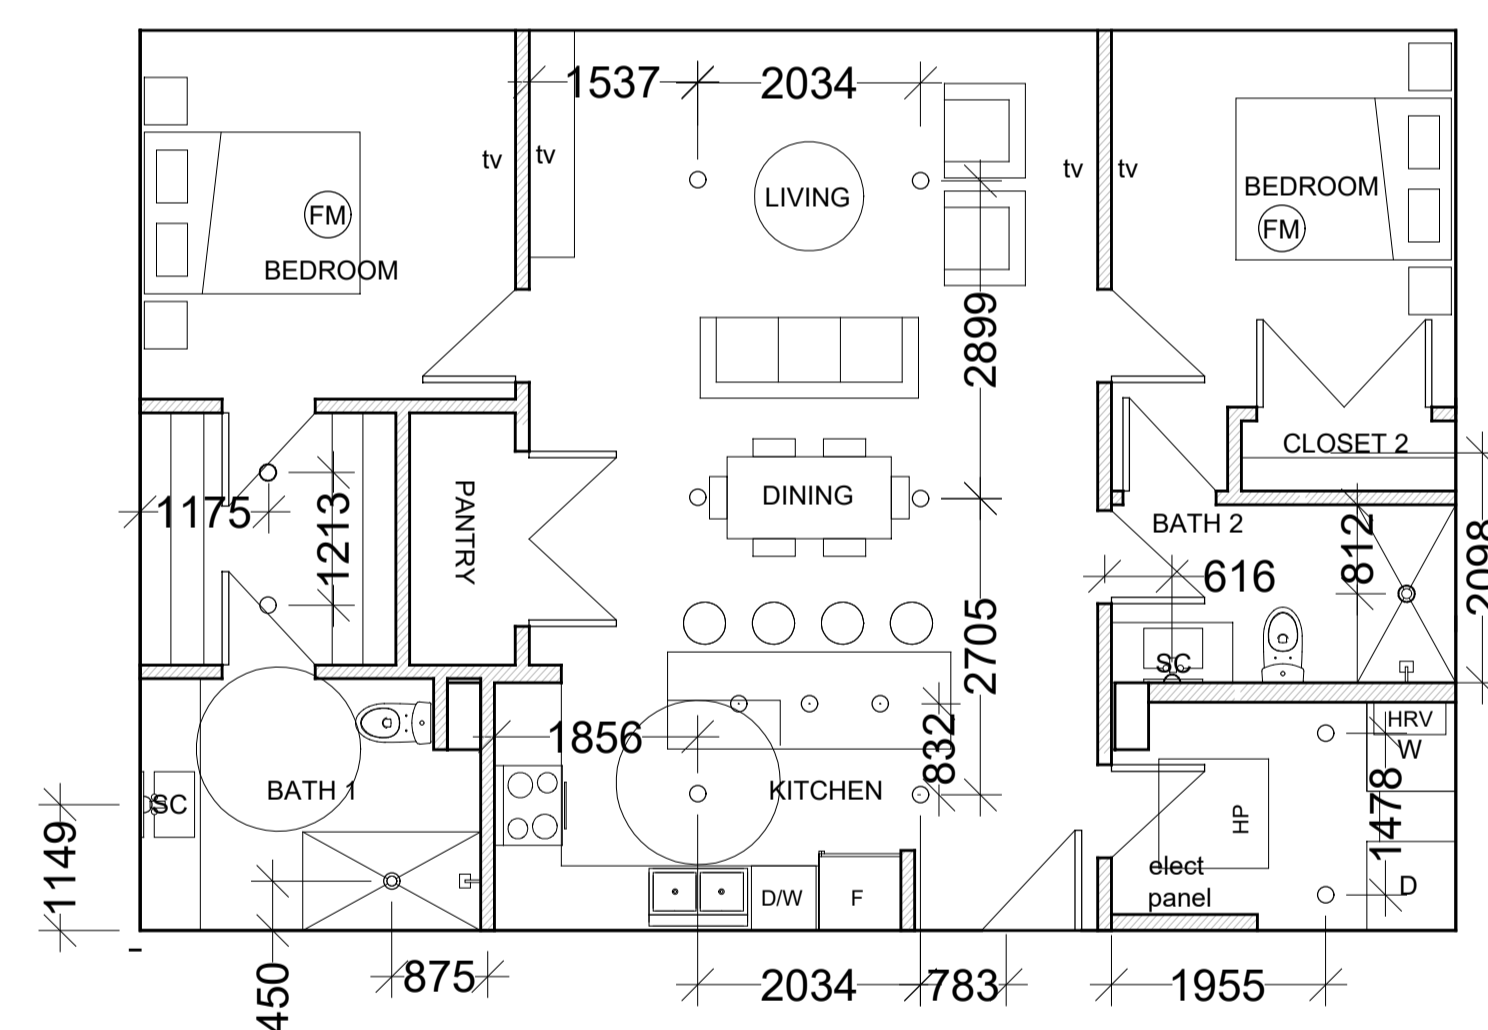 1537
2034
tv
tv
tv
tv
LIVING
BEDROOM
FM
FM
BEDROOM
2899
CLOSET 2
1175
1213
PANTRY
DINING
BATH 2
812
2098
616
SC
2705
1856
832
HRV
W
1478
KITCHEN
BATH 1
SC
HP
1149
elect
panel
D
D/W
F
450
875
2034
783
1955